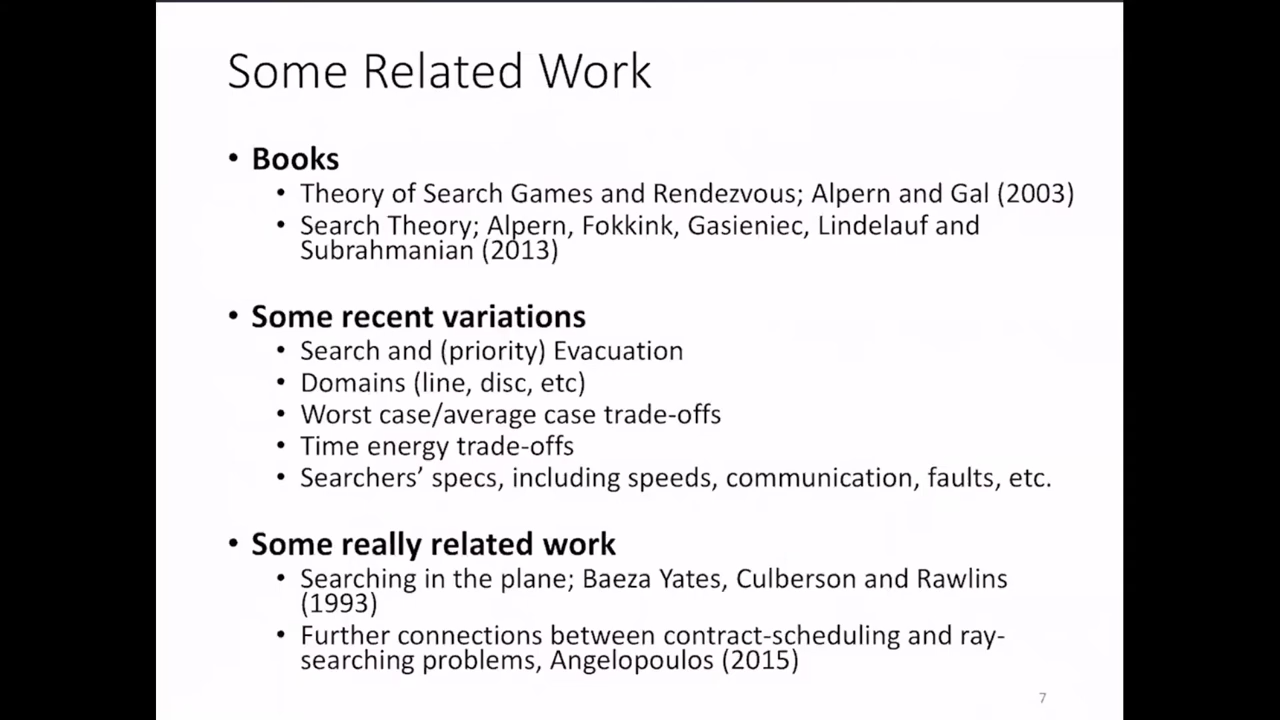 Some Related Work
• Books
• Theory of Search Games and Rendezvous; Alpern and Gal (2003)
• Search Theory; Alpern, Fokkink, Gasieniec, Lindelauf and
Subrahmanian (2013)
• Some recent variations
• Search and (priority) Evacuation
• Domains (line, disc, etc)
• Worst case/average case trade-offs
• Time energy trade-offs
• Searchers’ specs, including speeds, communication, faults, etc.
• Some really related work
• Searching in the plane; Baeza Yates, Culberson and Rawlins
(1993)
• Further connections between contract-scheduling and ray-
searching problems, Angelopoulos (2015)
7